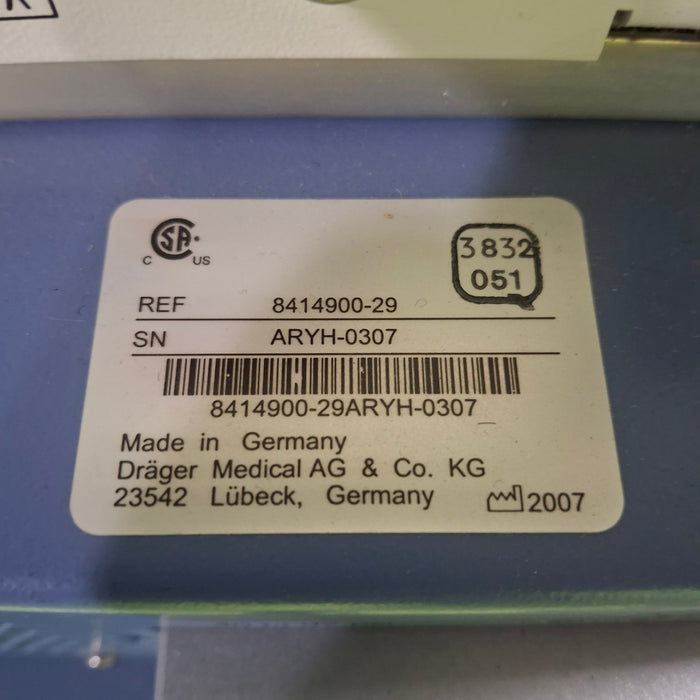 R
CSA
C US
3832
051
REF 8414900-29
SN ARYH-0307
8414900-29ARYH-0307
Made in Germany
Dräger Medical AG & Co. KG
23542 Lübeck, Germany 2007